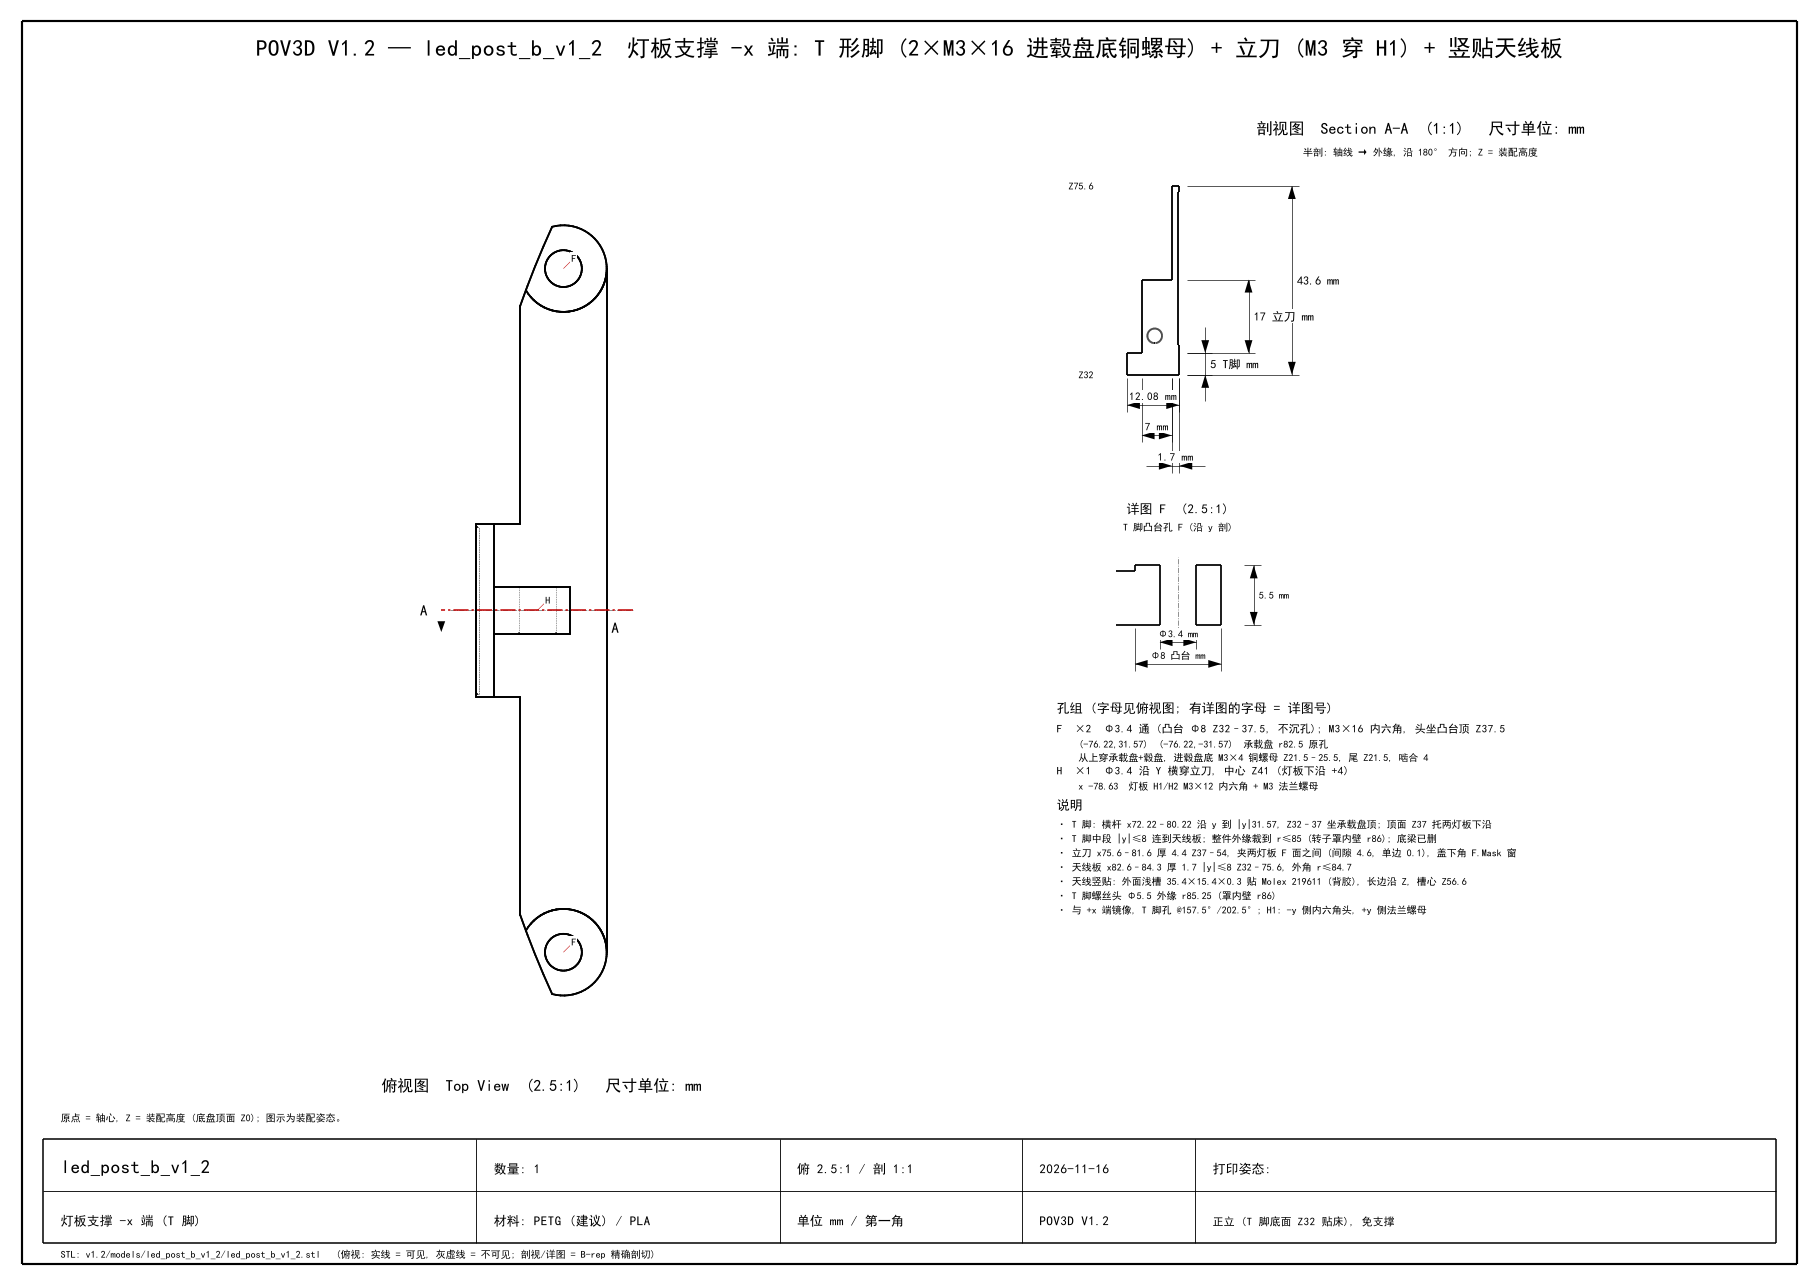 POV3D V1.2 — led_post_b_v1_2  灯板支撑 -x 端: T 形脚 (2×M3×16 进毂盘底铜螺母) + 立刀 (M3 穿 H1) + 竖贴天线板
剖视图  Section A-A  (1:1)   尺寸单位: mm
半剖: 轴线 → 外缘, 沿 180° 方向; Z = 装配高度
Z75.6
43.6 mm
17 立刀 mm
5 T脚 mm
Z32
12.08 mm
7 mm
1.7 mm
F
H
A
A
F
详图 F  (2.5:1)
T 脚凸台孔 F (沿 y 剖)
5.5 mm
Φ3.4 mm
Φ8 凸台 mm
孔组 (字母见俯视图; 有详图的字母 = 详图号)
F  ×2  Φ3.4 通 (凸台 Φ8 Z32–37.5, 不沉孔); M3×16 内六角, 头坐凸台顶 Z37.5
(-76.22,31.57)  (-76.22,-31.57)  承载盘 r82.5 原孔
从上穿承载盘+毂盘, 进毂盘底 M3×4 铜螺母 Z21.5–25.5, 尾 Z21.5, 啮合 4
H  ×1  Φ3.4 沿 Y 横穿立刀, 中心 Z41 (灯板下沿 +4)
x -78.63  灯板 H1/H2 M3×12 内六角 + M3 法兰螺母
说明
· T 脚: 横杆 x72.22–80.22 沿 y 到 |y|31.57, Z32–37 坐承载盘顶; 顶面 Z37 托两灯板下沿
· T 脚中段 |y|≤8 连到天线板; 整件外缘裁到 r≤85 (转子罩内壁 r86); 底梁已删
· 立刀 x75.6–81.6 厚 4.4 Z37–54, 夹两灯板 F 面之间 (间隙 4.6, 单边 0.1), 盖下角 F.Mask 窗
· 天线板 x82.6–84.3 厚 1.7 |y|≤8 Z32–75.6, 外角 r≤84.7
· 天线竖贴: 外面浅槽 35.4×15.4×0.3 贴 Molex 219611 (背胶), 长边沿 Z, 槽心 Z56.6
· T 脚螺丝头 Φ5.5 外缘 r85.25 (罩内壁 r86)
· 与 +x 端镜像, T 脚孔 @157.5°/202.5°; H1: -y 侧内六角头, +y 侧法兰螺母
俯视图  Top View  (2.5:1)   尺寸单位: mm
原点 = 轴心, Z = 装配高度 (底盘顶面 Z0); 图示为装配姿态。
led_post_b_v1_2
数量: 1
俯 2.5:1 / 剖 1:1
2026-11-16
打印姿态:
灯板支撑 -x 端 (T 脚)
材料: PETG (建议) / PLA
单位 mm / 第一角
POV3D V1.2
正立 (T 脚底面 Z32 贴床), 免支撑
STL: v1.2/models/led_post_b_v1_2/led_post_b_v1_2.stl   (俯视: 实线 = 可见, 灰虚线 = 不可见; 剖视/详图 = B-rep 精确剖切)